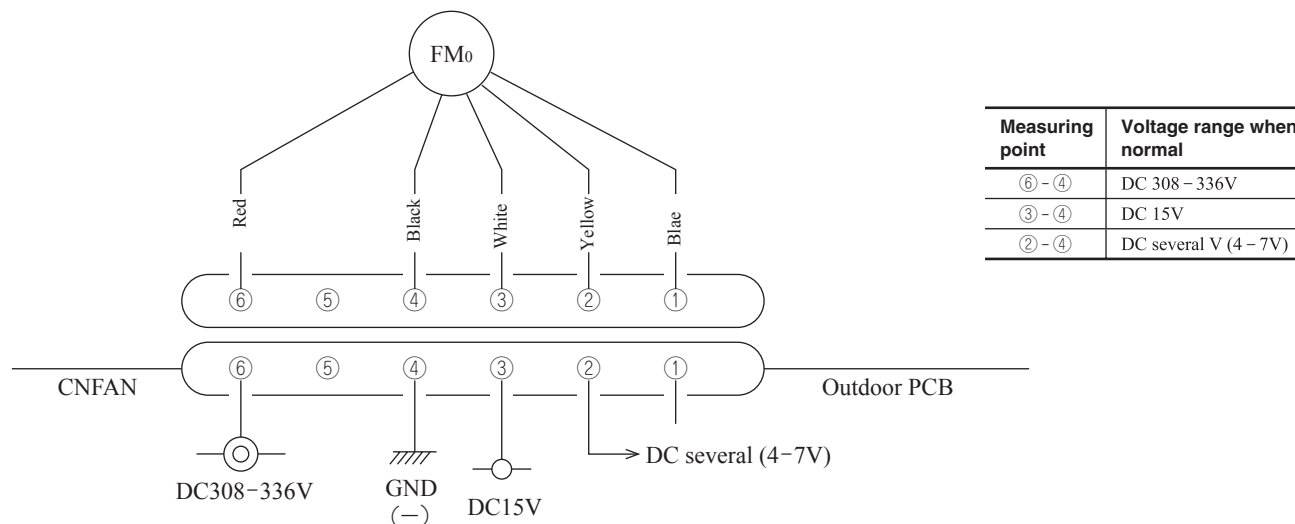 FM0
Red
Black
White
Yellow
Blae
⑥ ⑤ ④ ③ ② ①
⑥ ⑤ ④ ③ ② ①
CNFAN
Outdoor PCB
DC308−336V
GND
(−)
DC15V
DC several (4−7V)
Measuring point Voltage range when normal
⑥ – ④ DC 308 – 336V
③ – ④ DC 15V
② – ④ DC several V (4 – 7V)